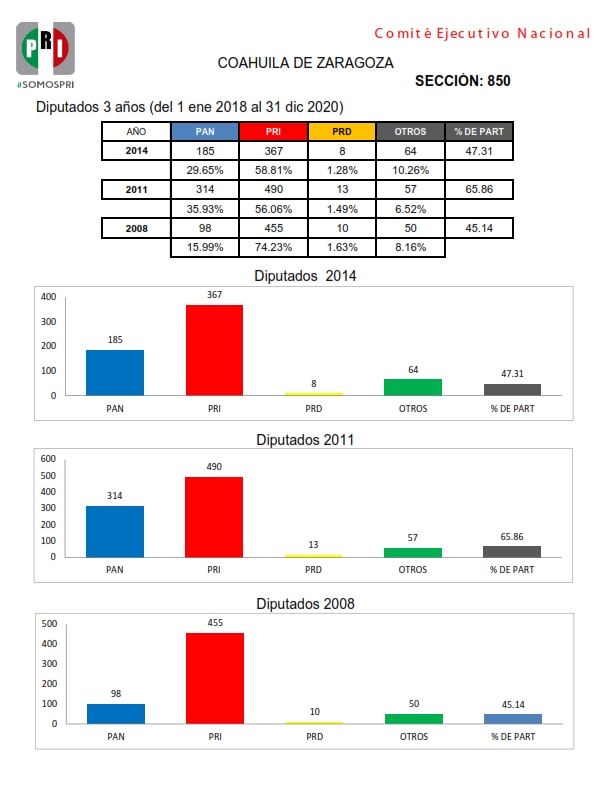 PRI
#SOMOSPRI
Comité Ejecutivo Nacional
COAHUILA DE ZARAGOZA
SECCIÓN: 850
Diputados 3 años (del 1 ene 2018 al 31 dic 2020)
AÑO PAN PRI PRD OTROS % DE PART
2014 185 367 8 64 47.31
29.65% 58.81% 1.28% 10.26%
2011 314 490 13 57 65.86
35.93% 56.06% 1.49% 6.52%
2008 98 455 10 50 45.14
15.99% 74.23% 1.63% 8.16%
Diputados 2014
400
300
200
100
0
185 367 8 64 47.31
PAN PRI PRD OTROS % DE PART
Diputados 2011
600
500
400
300
200
100
0
314 490 13 57 65.86
PAN PRI PRD OTROS % DE PART
Diputados 2008
500
400
300
200
100
0
98 455 10 50 45.14
PAN PRI PRD OTROS % DE PART